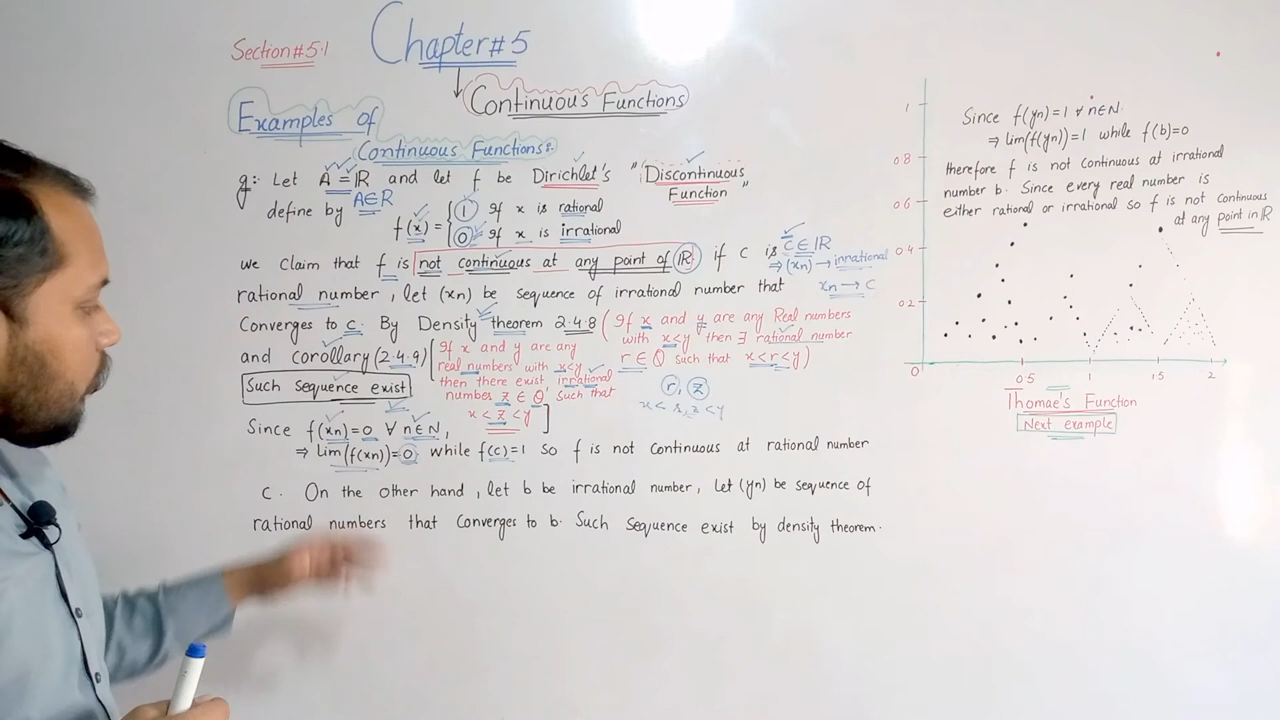 Section#5.1
Chapter#5
Continuous Functions
Examples of
Continuous Functions:-
g:- Let A = ℝ and let f be Dirichlet's "Discontinuous
Function"
A∈R
define by f(x) = { 1 if x is rational
0 if x is irrational
we Claim that f is not continuous at any point of ℝ. if c is
c ∈ ℝ
⇒ (xn) → irrational
xn → c
rational number, let (xn) be sequence of irrational number that
Converges to c. By Density theorem 2.4.8 (If x and y are any Real numbers
with x<y then ∃ rational number
r∈Q such that x<r<y)
and corollary (2.4.9) [If x and y are any
real numbers with x<y
then there exist irrational
number z ∈ Q' such that
x < z < y]
Such sequence exist
r, z
x < r, z < y
Since f(xn)=0 ∀ n∈N,
⇒ lim(f(xn))=0 while f(c)=1 so f is not continuous at rational number
c. On the other hand, let b be irrational number, Let (yn) be sequence of
rational numbers that Converges to b. Such Sequence exist by density theorem.
Since f(yn)=1 ∀ n∈N.
⇒ lim(f(yn))=1 while f(b)=0
therefore f is not continuous at irrational
number b. Since every real number is
either rational or irrational so f is not continuous
at any point in ℝ
1
0.8
0.6
0.4
0.2
0
0.5 1 1.5 2
Thomae's Function
Next example